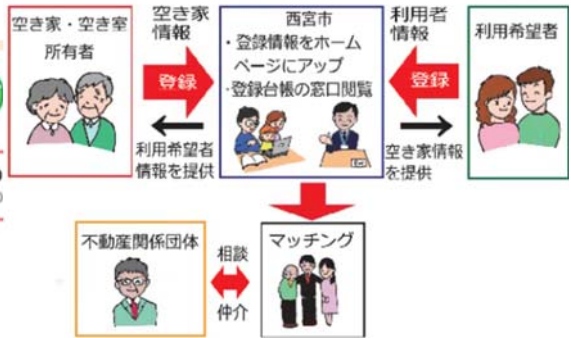 空き家・空き室
所有者
空き家
情報
登録
利用希望者
情報を提供
西宮市
・登録情報をホーム
ページにアップ
・登録台帳の窓口閲覧
利用者
情報
登録
空き家情報
を提供
利用希望者
不動産関係団体
相談
仲介
マッチング